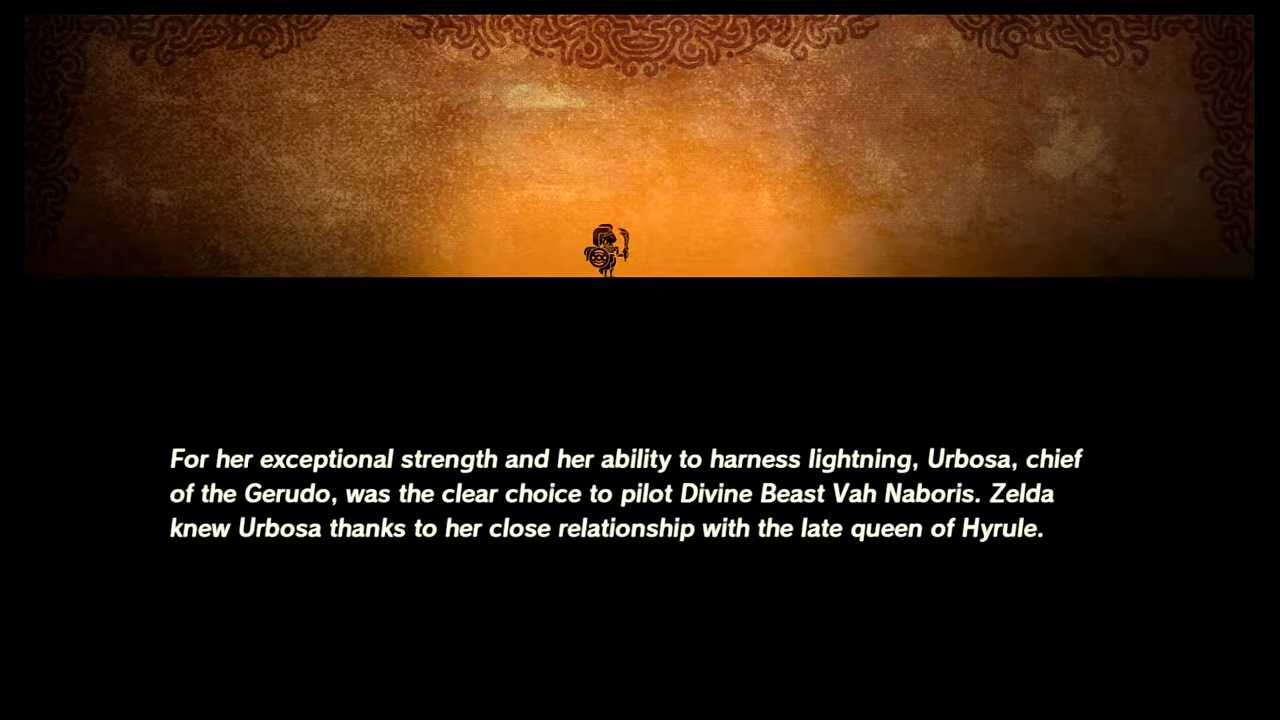 For her exceptional strength and her ability to harness lightning, Urbosa, chief
of the Gerudo, was the clear choice to pilot Divine Beast Vah Naboris. Zelda
knew Urbosa thanks to her close relationship with the late queen of Hyrule.